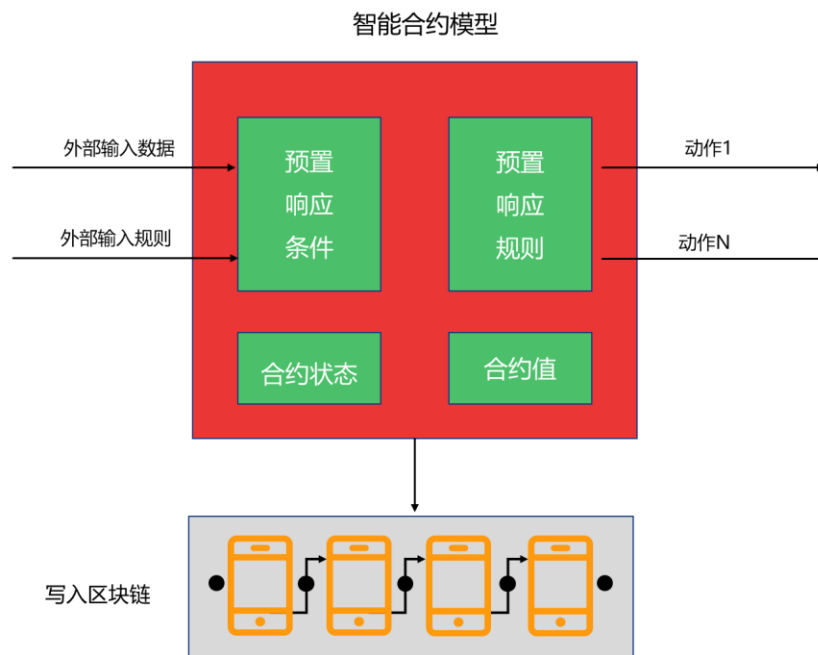 智能合约模型
外部输入数据
外部输入规则
预置
响应
条件
预置
响应
规则
动作1
动作N
合约状态
合约值
写入区块链